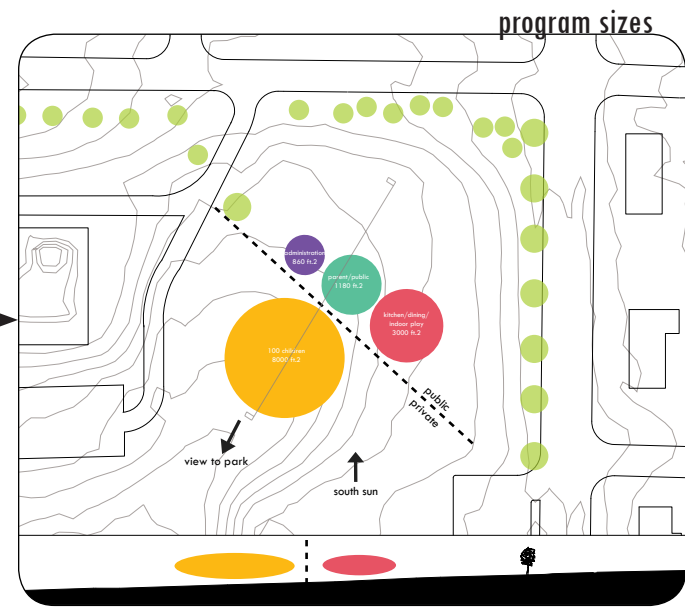 program sizes
administration
860 ft.2
parent/public
1180 ft.2
kitchen/dining/
indoor play
3000 ft.2
100 children
8000 ft.2
public
private
view to park
south sun